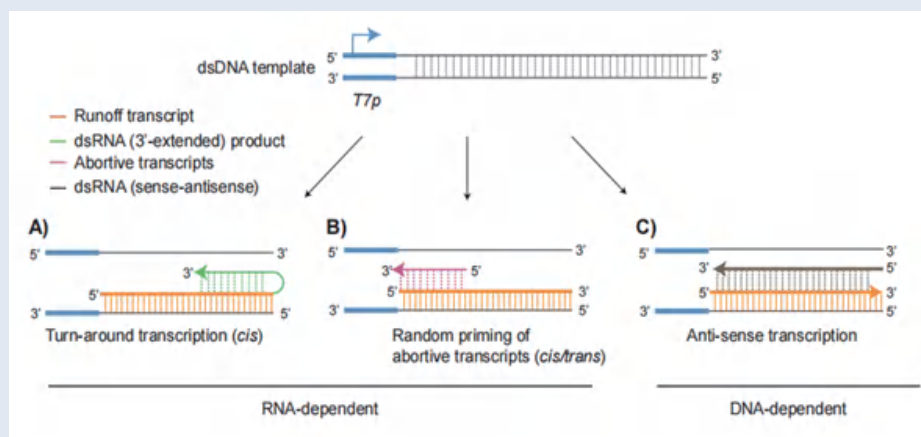 5' 3'
dsDNA template
3' 5'
T7p
Runoff transcript
dsRNA (3'-extended) product
Abortive transcripts
dsRNA (sense-antisense)
A)
5' 3'
3'
5'
3' 5'
Turn-around transcription (cis)
B)
5' 3'
3' 5'
5' 3'
3' 5'
Random priming of
abortive transcripts (cis/trans)
C)
5' 3'
3' 5'
5' 3'
3' 5'
Anti-sense transcription
RNA-dependent
DNA-dependent